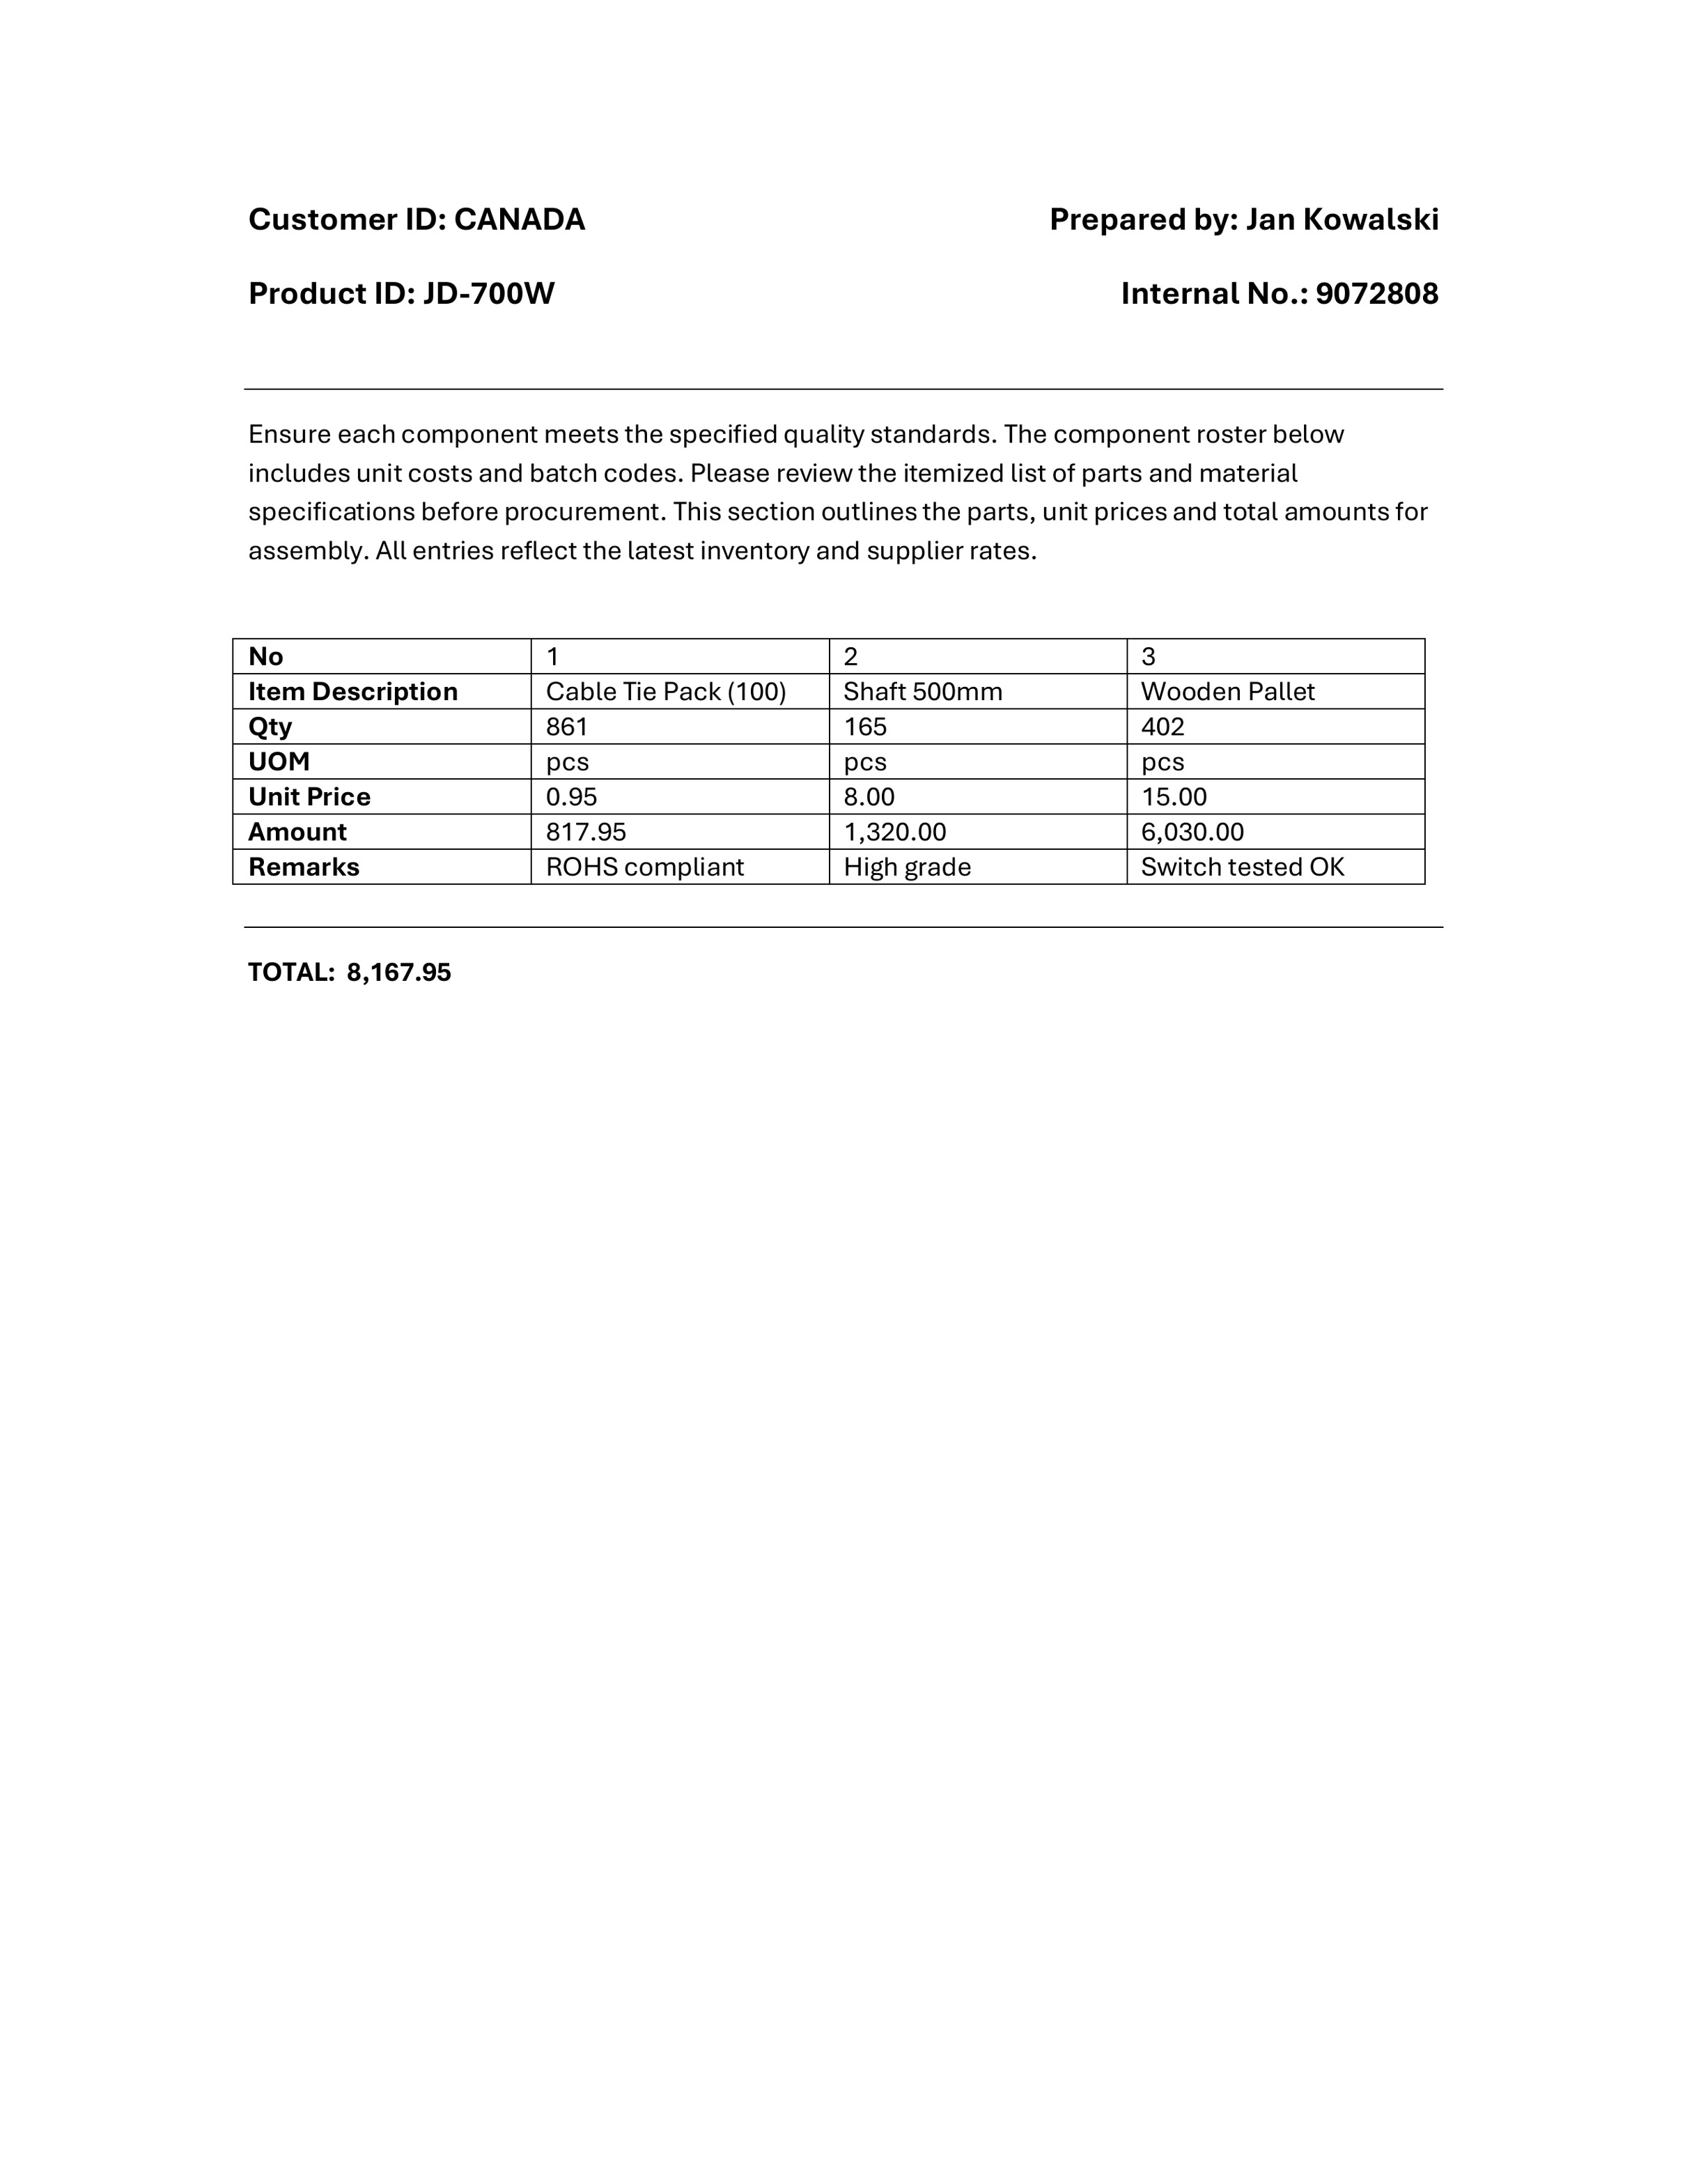 Customer ID: CANADA Prepared by: Jan Kowalski
Product ID: JD-700W Internal No.: 9072808
Ensure each component meets the specified quality standards. The component roster below
includes unit costs and batch codes. Please review the itemized list of parts and material
specifications before procurement. This section outlines the parts, unit prices and total amounts for
assembly. All entries reflect the latest inventory and supplier rates.
No 1 2 3
Item Description Cable Tie Pack (100) Shaft 500mm Wooden Pallet
Qty 861 165 402
UOM pcs pcs pcs
Unit Price 0.95 8.00 15.00
Amount 817.95 1,320.00 6,030.00
Remarks ROHS compliant High grade Switch tested OK
TOTAL: 8,167.95